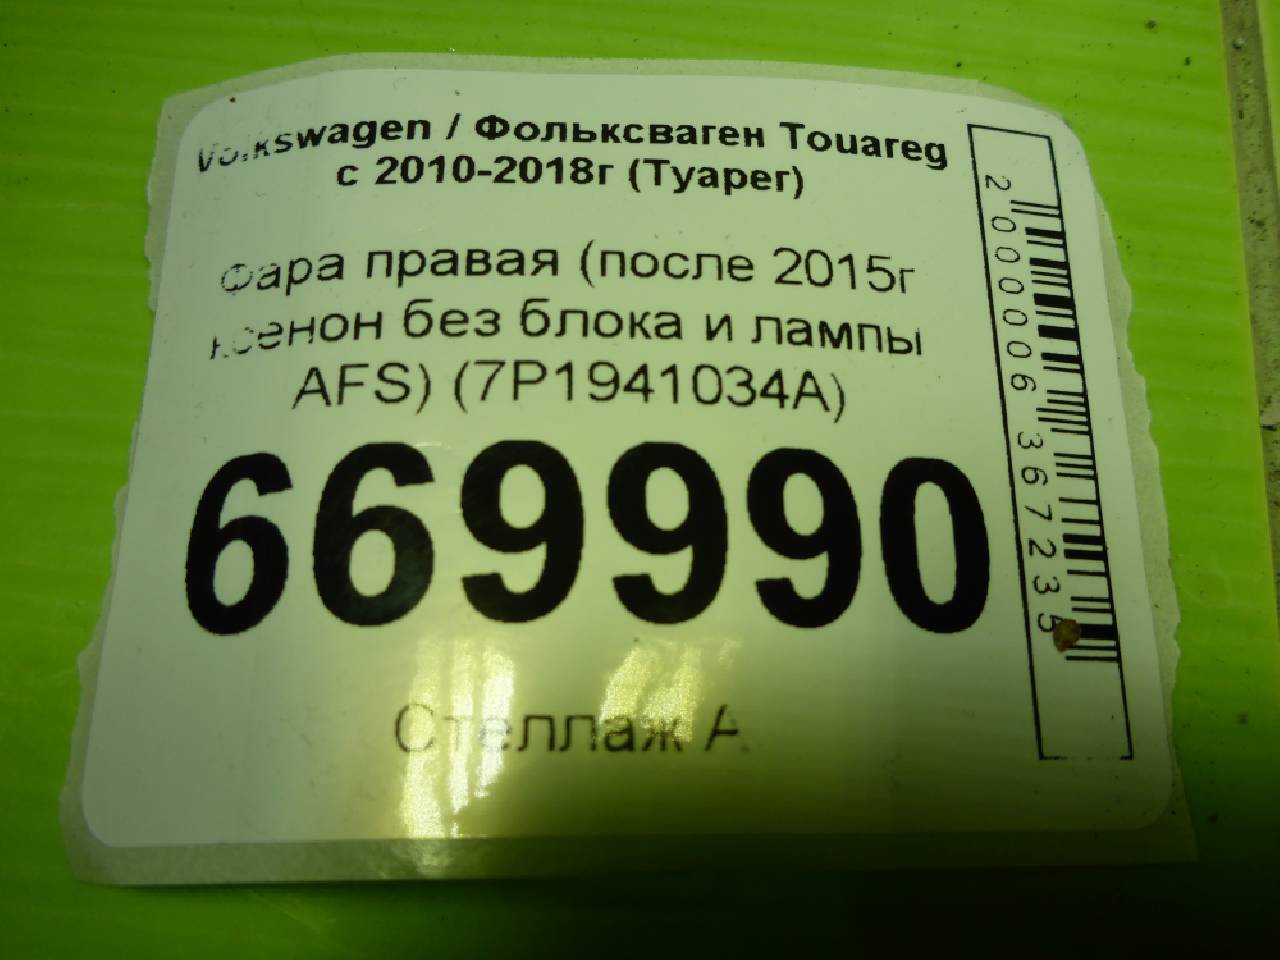 Volkswagen / Фольксваген Touareg
с 2010-2018г (Туарег)
Фара правая (после 2015г
ксенон без блока и лампы
AFS) (7P1941034A)
669990
Стеллаж А
2000006367235